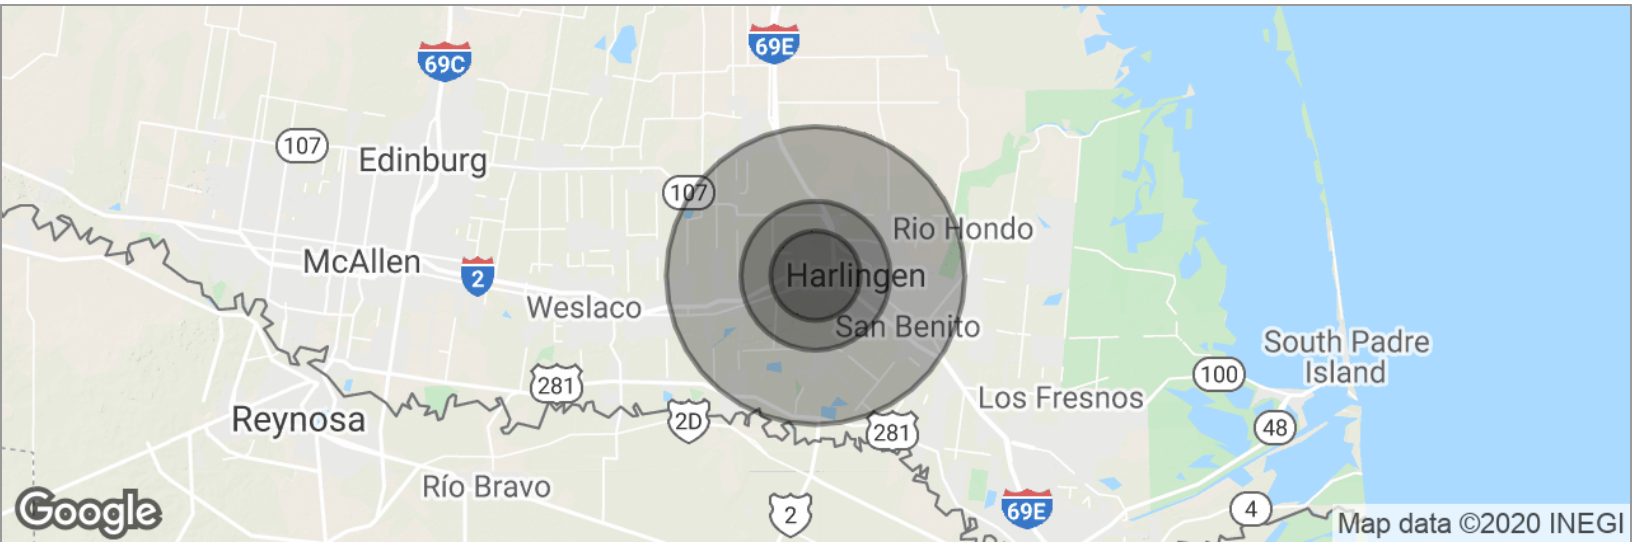 69E
69C
107
Edinburg
107
Rio Hondo
McAllen
2
Harlingen
Weslaco
San Benito
South Padre
Island
281
100
Los Fresnos
Reynosa
2D
281
48
Río Bravo
Google
2
69E
4
Map data ©2020 INEGI